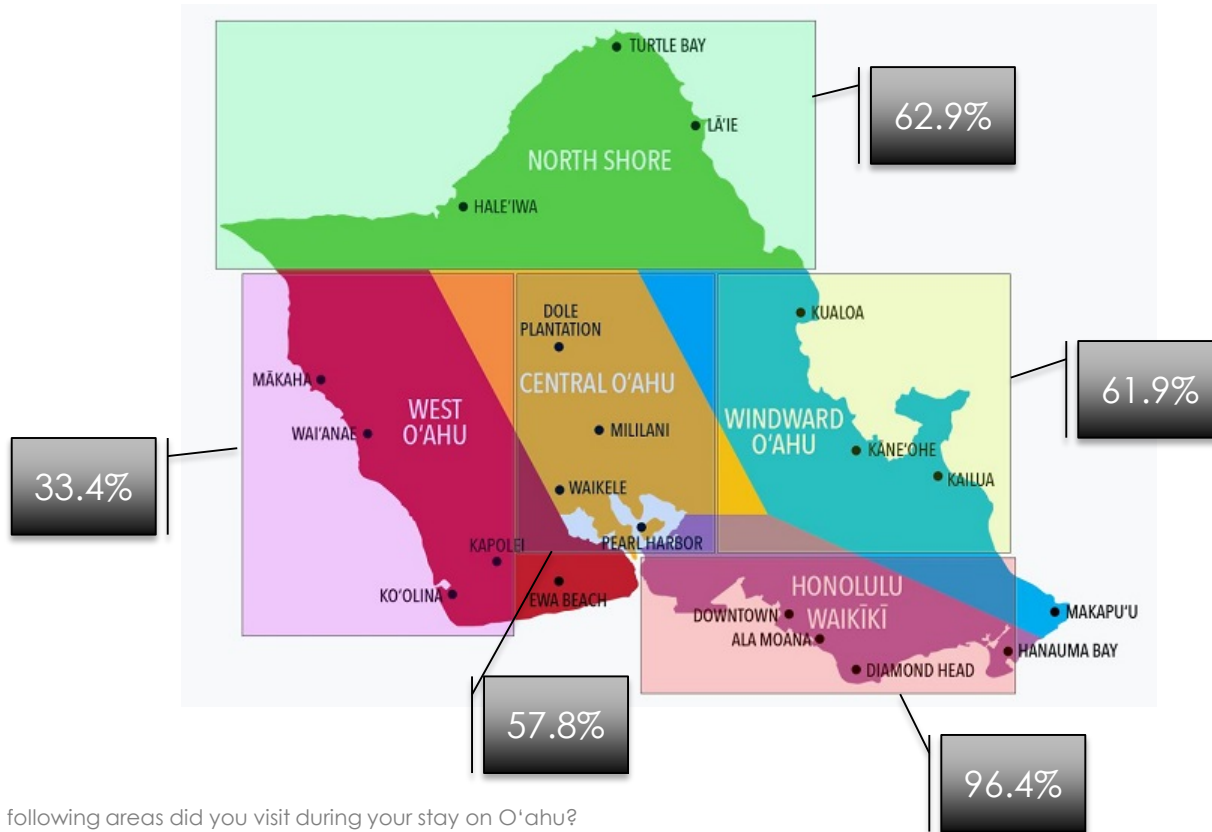 TURTLE BAY
62.9%
LĀ'IE
NORTH SHORE
HALE'IWA
DOLE
PLANTATION
KUALOA
MĀKAHA
CENTRAL O'AHU
61.9%
WEST
O'AHU
WINDWARD
O'AHU
WAI'ANAE
MILILANI
KĀNE'OHE
KAILUA
33.4%
WAIKELE
PEARL HARBOR
KAPOLEI
HONOLULU
WAIKĪKĪ
KO'OLINA
EWA BEACH
DOWNTOWN
MAKAPU'U
ALA MOANA
HANAUMA BAY
DIAMOND HEAD
57.8%
96.4%
following areas did you visit during your stay on O'ahu?